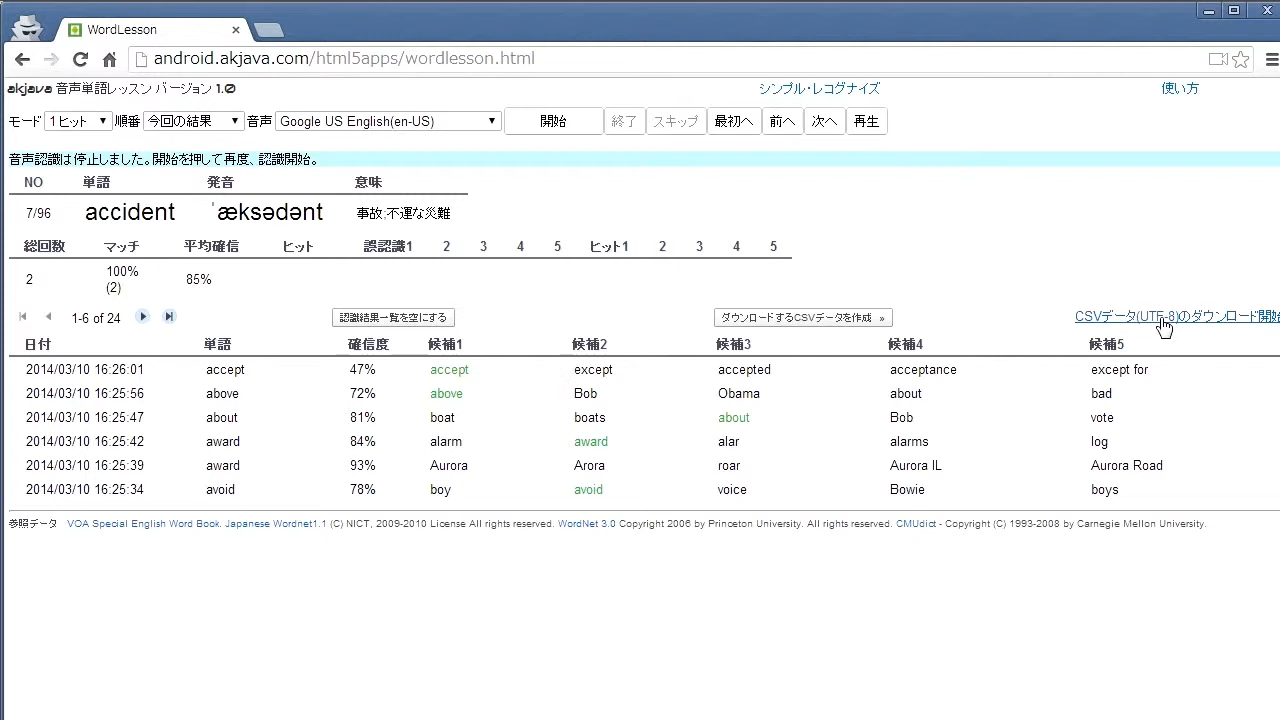 WordLesson
android.akjava.com/html5apps/wordlesson.html
akjava 音声単語レッスン バージョン 1.0 シンプル・レコグナイズ 使い方
モード 1ヒット 順番 今回の結果 音声 Google US English(en-US) 開始 終了 スキップ 最初へ 前へ 次へ 再生
音声認識は停止しました。開始を押して再度、認識開始。
NO 単語 発音 意味
7/96 accident ˈæksədənt 事故;不運な災難
総回数 マッチ 平均確信 ヒット 誤認識1 2 3 4 5 ヒット1 2 3 4 5
2 100% (2) 85%
1-6 of 24 認識結果一覧を空にする ダウンロードするCSVデータを作成 » CSVデータ(UTF-8)のダウンロード開始
日付 単語 確信度 候補1 候補2 候補3 候補4 候補5
2014/03/10 16:26:01 accept 47% accept except accepted acceptance except for
2014/03/10 16:25:56 above 72% above Bob Obama about bad
2014/03/10 16:25:47 about 81% boat boats about Bob vote
2014/03/10 16:25:42 award 84% alarm award alar alarms log
2014/03/10 16:25:39 award 93% Aurora Arora roar Aurora IL Aurora Road
2014/03/10 16:25:34 avoid 78% boy avoid voice Bowie boys
参照データ VOA Special English Word Book. Japanese Wordnet1.1 (C) NICT, 2009-2010 License All rights reserved. WordNet 3.0 Copyright 2006 by Princeton University. All rights reserved. CMUdict - Copyright (C) 1993-2008 by Carnegie Mellon University.